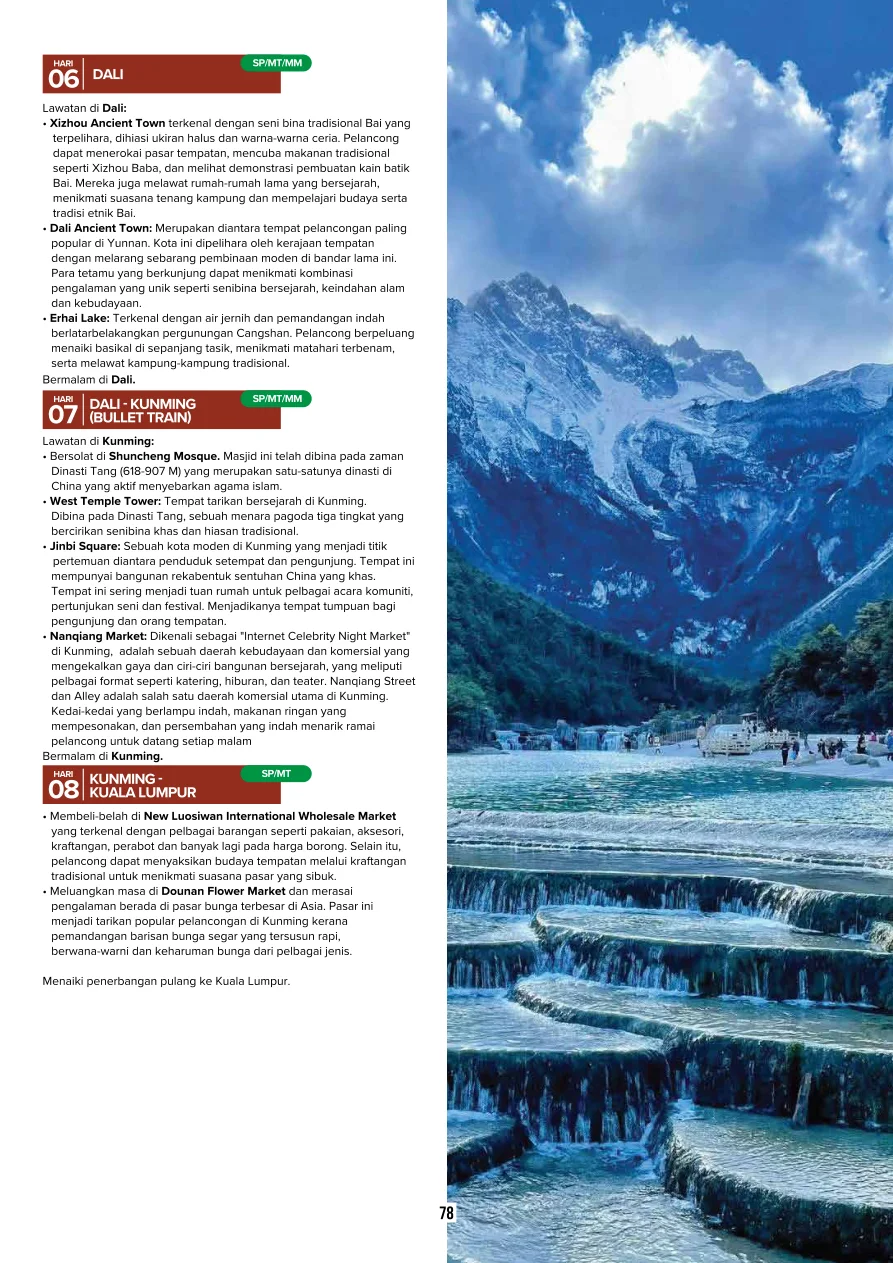 HARI
06
DALI
SP/MT/MM
Lawatan di Dali:
• Xizhou Ancient Town terkenal dengan seni bina tradisional Bai yang
terpelihara, dihiasi ukiran halus dan warna-warna ceria. Pelancong
dapat menerokai pasar tempatan, mencuba makanan tradisional
seperti Xizhou Baba, dan melihat demonstrasi pembuatan kain batik
Bai. Mereka juga melawat rumah-rumah lama yang bersejarah,
menikmati suasana tenang kampung dan mempelajari budaya serta
tradisi etnik Bai.
• Dali Ancient Town: Merupakan diantara tempat pelancongan paling
popular di Yunnan. Kota ini dipelihara oleh kerajaan tempatan
dengan melarang sebarang pembinaan moden di bandar lama ini.
Para tetamu yang berkunjung dapat menikmati kombinasi
pengalaman yang unik seperti senibina bersejarah, keindahan alam
dan kebudayaan.
• Erhai Lake: Terkenal dengan air jernih dan pemandangan indah
berlatarbelakangkan pergunungan Cangshan. Pelancong berpeluang
menaiki basikal di sepanjang tasik, menikmati matahari terbenam,
serta melawat kampung-kampung tradisional.
Bermalam di Dali.
HARI
07
DALI - KUNMING
(BULLET TRAIN)
SP/MT/MM
Lawatan di Kunming:
• Bersolat di Shuncheng Mosque. Masjid ini telah dibina pada zaman
Dinasti Tang (618-907 M) yang merupakan satu-satunya dinasti di
China yang aktif menyebarkan agama islam.
• West Temple Tower: Tempat tarikan bersejarah di Kunming.
Dibina pada Dinasti Tang, sebuah menara pagoda tiga tingkat yang
bercirikan senibina khas dan hiasan tradisional.
• Jinbi Square: Sebuah kota moden di Kunming yang menjadi titik
pertemuan diantara penduduk setempat dan pengunjung. Tempat ini
mempunyai bangunan rekabentuk sentuhan China yang khas.
Tempat ini sering menjadi tuan rumah untuk pelbagai acara komuniti,
pertunjukan seni dan festival. Menjadikanya tempat tumpuan bagi
pengunjung dan orang tempatan.
• Nanqiang Market: Dikenali sebagai "Internet Celebrity Night Market"
di Kunming, adalah sebuah daerah kebudayaan dan komersial yang
mengekalkan gaya dan ciri-ciri bangunan bersejarah, yang meliputi
pelbagai format seperti katering, hiburan, dan teater. Nanqiang Street
dan Alley adalah salah satu daerah komersial utama di Kunming.
Kedai-kedai yang berlampu indah, makanan ringan yang
mempesonakan, dan persembahan yang indah menarik ramai
pelancong untuk datang setiap malam
Bermalam di Kunming.
HARI
08
KUNMING -
KUALA LUMPUR
SP/MT
• Membeli-belah di New Luosiwan International Wholesale Market
yang terkenal dengan pelbagai barangan seperti pakaian, aksesori,
kraftangan, perabot dan banyak lagi pada harga borong. Selain itu,
pelancong dapat menyaksikan budaya tempatan melalui kraftangan
tradisional untuk menikmati suasana pasar yang sibuk.
• Meluangkan masa di Dounan Flower Market dan merasai
pengalaman berada di pasar bunga terbesar di Asia. Pasar ini
menjadi tarikan popular pelancongan di Kunming kerana
pemandangan barisan bunga segar yang tersusun rapi,
berwana-warni dan keharuman bunga dari pelbagai jenis.
Menaiki penerbangan pulang ke Kuala Lumpur.
78